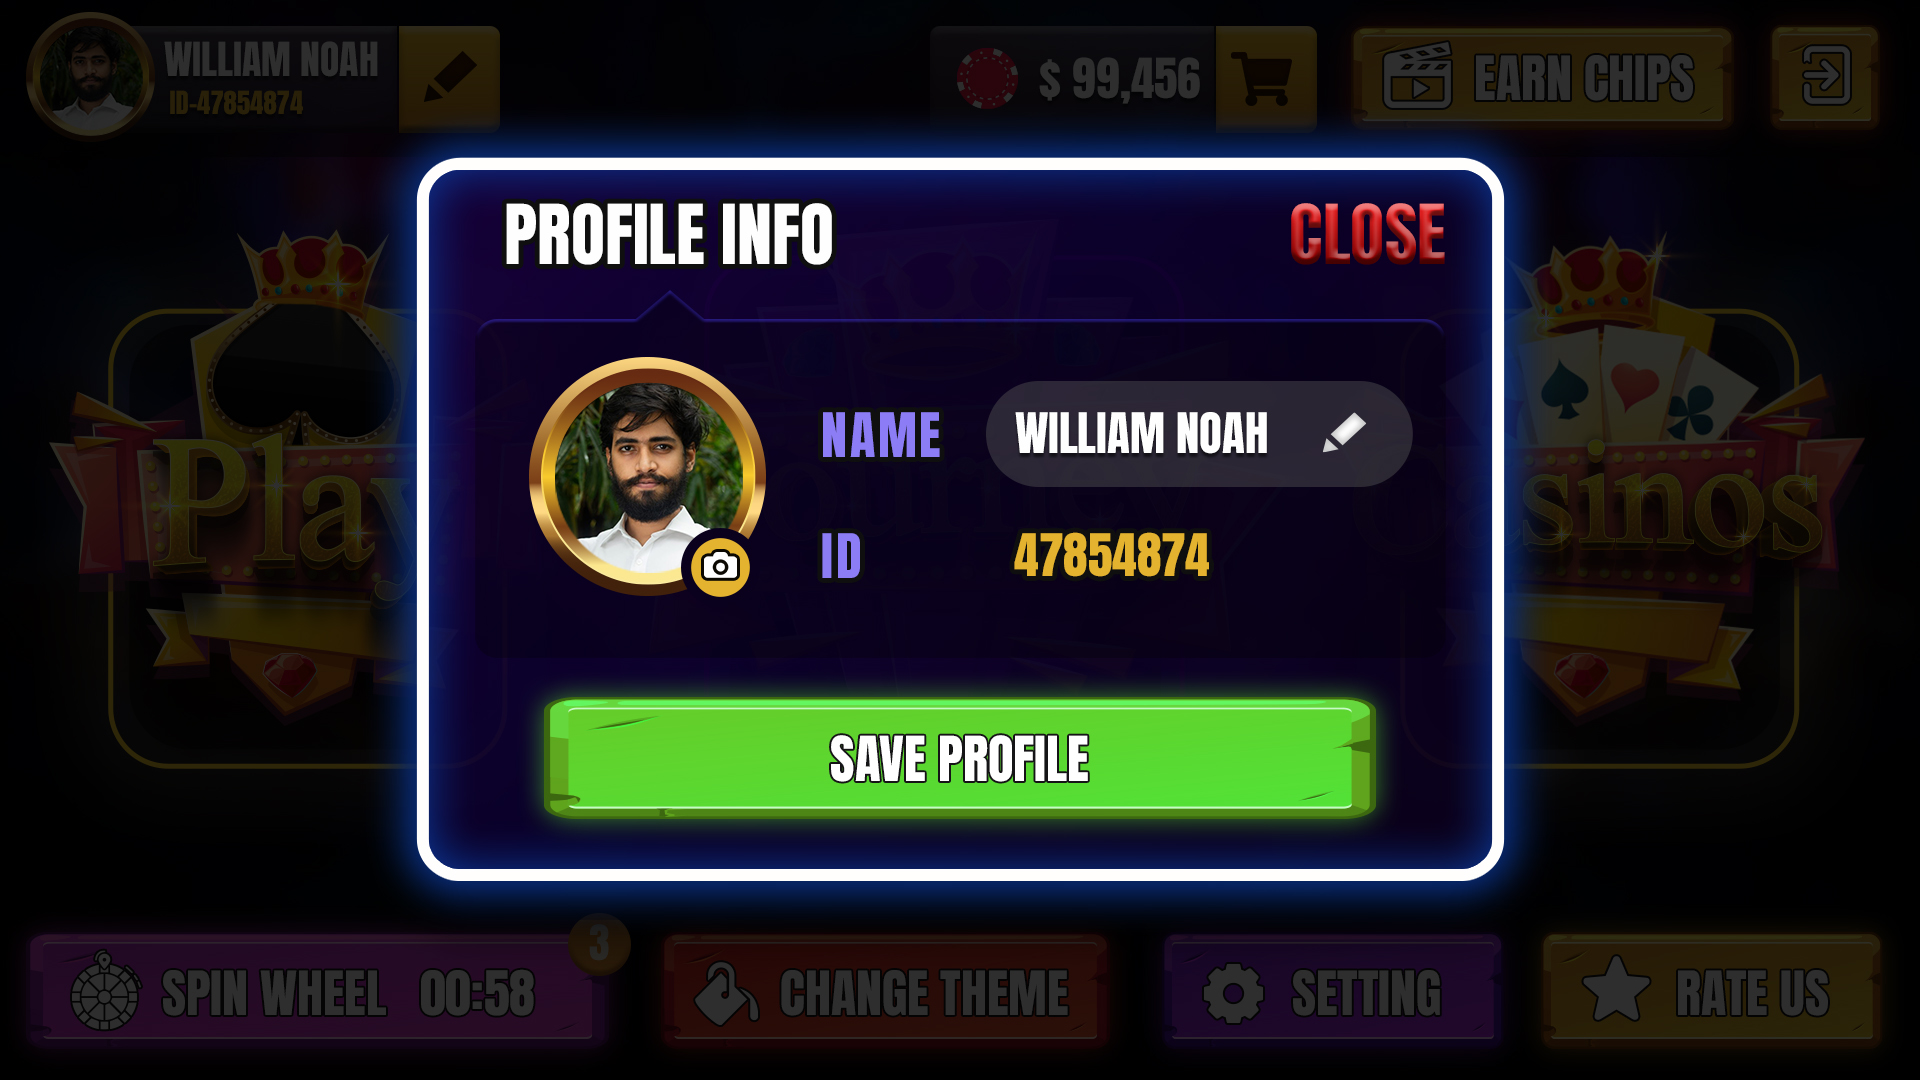 WILLIAM NOAH
ID-47854874
$ 99,456
EARN CHIPS
PROFILE INFO
CLOSE
NAME
WILLIAM NOAH
ID
47854874
Play
sinos
SAVE PROFILE
3
SPIN WHEEL 00:58
CHANGE THEME
SETTING
RATE US